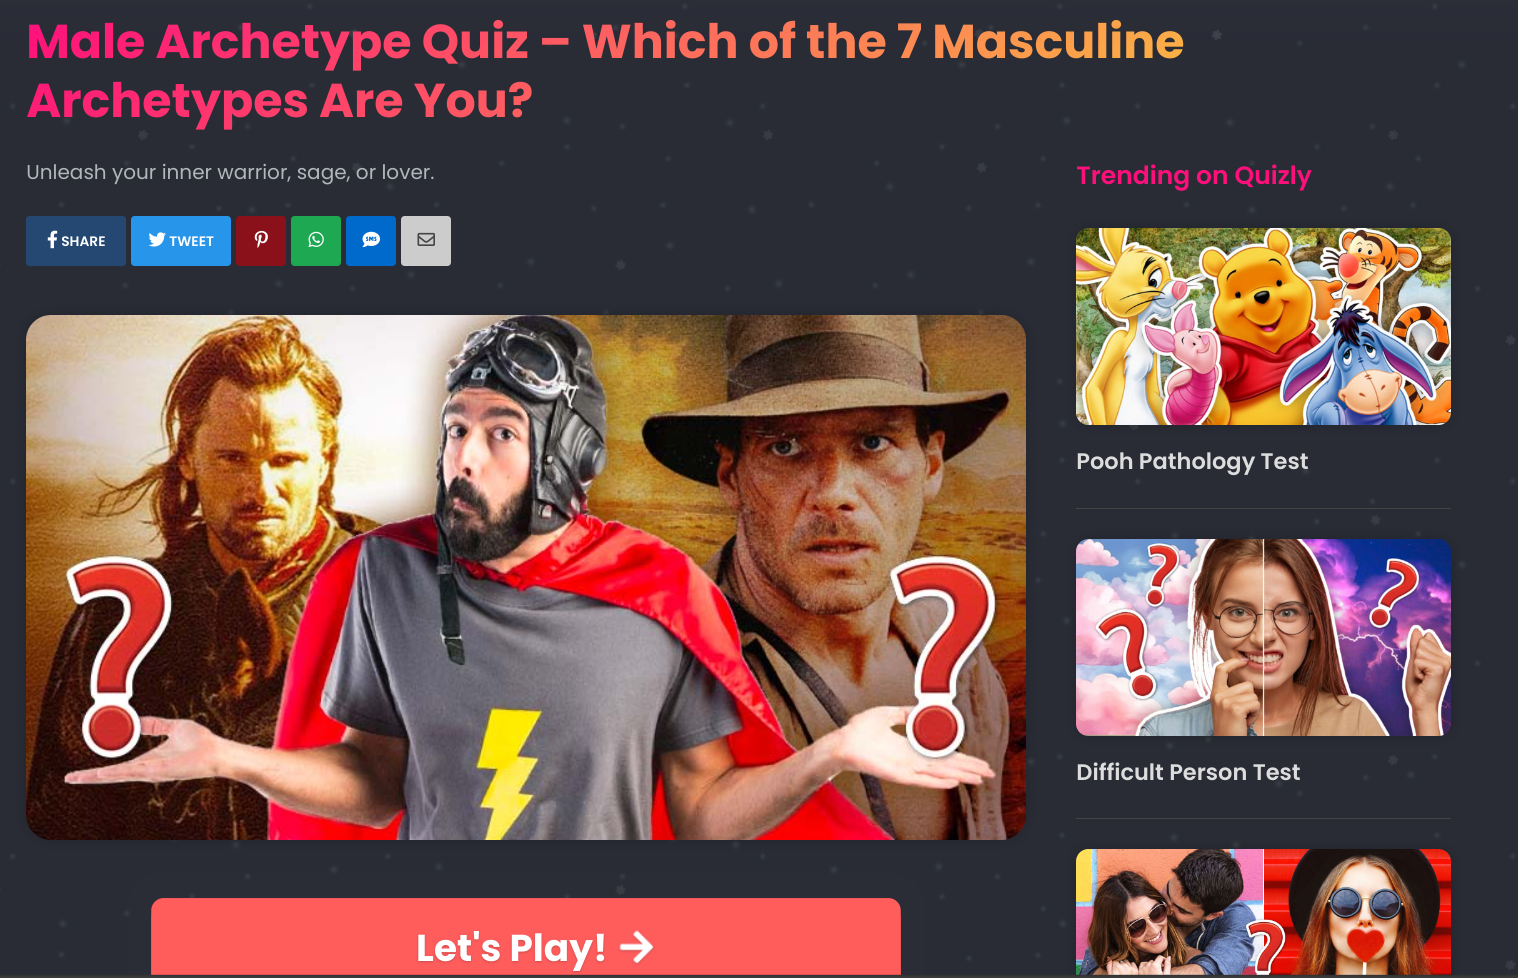 Male Archetype Quiz – Which of the 7 Masculine
Archetypes Are You?
Unleash your inner warrior, sage, or lover.
SHARE
TWEET
SMS
Let's Play!
Trending on Quizly
Pooh Pathology Test
Difficult Person Test